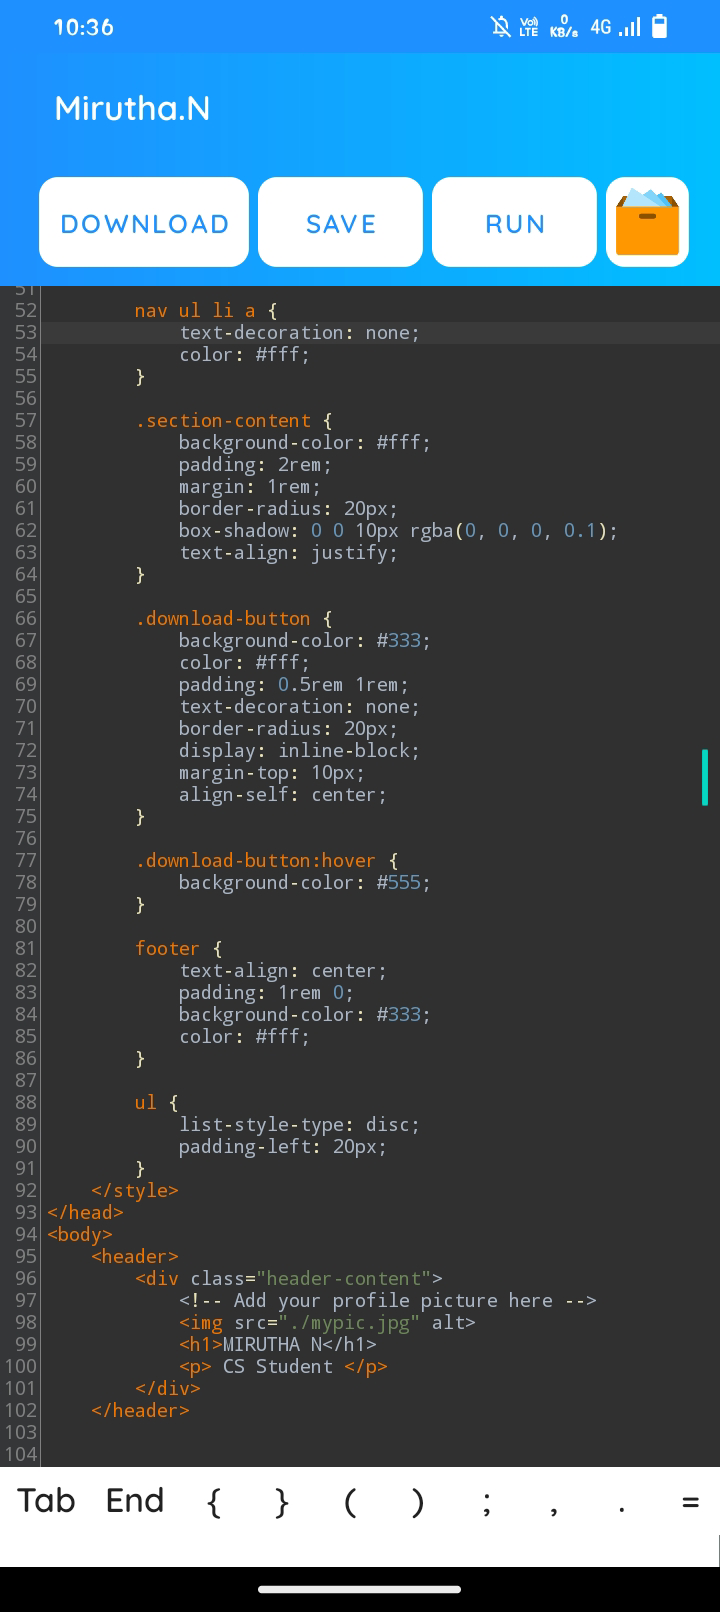 10:36
Vo)) LTE
0 KB/s
4G
Mirutha.N
DOWNLOAD
SAVE
RUN
51
52 nav ul li a {
53 text-decoration: none;
54 color: #fff;
55 }
56
57 .section-content {
58 background-color: #fff;
59 padding: 2rem;
60 margin: 1rem;
61 border-radius: 20px;
62 box-shadow: 0 0 10px rgba(0, 0, 0, 0.1);
63 text-align: justify;
64 }
65
66 .download-button {
67 background-color: #333;
68 color: #fff;
69 padding: 0.5rem 1rem;
70 text-decoration: none;
71 border-radius: 20px;
72 display: inline-block;
73 margin-top: 10px;
74 align-self: center;
75 }
76
77 .download-button:hover {
78 background-color: #555;
79 }
80
81 footer {
82 text-align: center;
83 padding: 1rem 0;
84 background-color: #333;
85 color: #fff;
86 }
87
88 ul {
89 list-style-type: disc;
90 padding-left: 20px;
91 }
92 </style>
93 </head>
94 <body>
95 <header>
96 <div class="header-content">
97 <!-- Add your profile picture here -->
98 <img src="./mypic.jpg" alt>
99 <h1>MIRUTHA N</h1>
100 <p> CS Student </p>
101 </div>
102 </header>
103
104
Tab End { } ( ) ; , . =